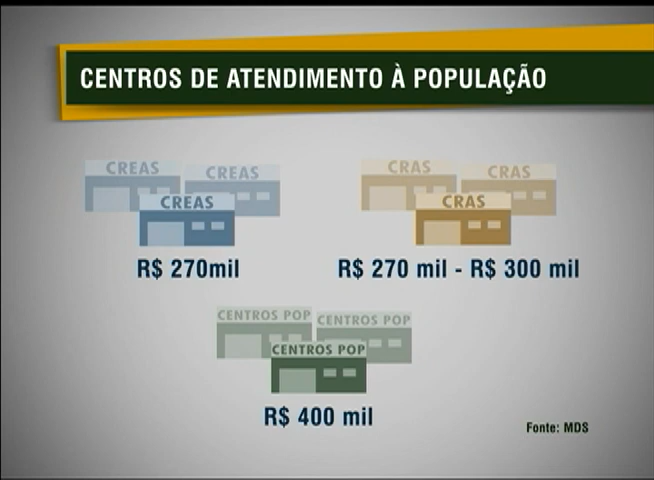 CENTROS DE ATENDIMENTO À POPULAÇÃO
CREAS
CREAS
CREAS
R$ 270mil
CRAS
CRAS
CRAS
R$ 270 mil - R$ 300 mil
CENTROS POP
CENTROS POP
CENTROS POP
R$ 400 mil
Fonte: MDS